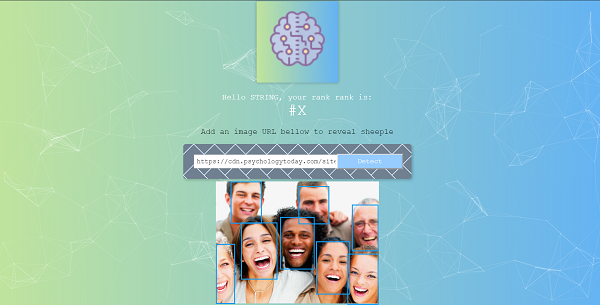 Hello STRING, your rank rank is:
#X
Add an image URL bellow to reveal sheeple
https://cdn.psychologytoday.com/site
Detect